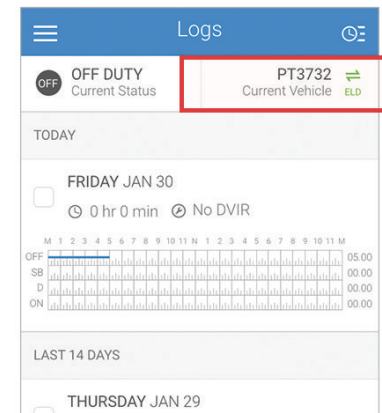 Logs
OFF OFF DUTY
Current Status
PT3732
Current Vehicle ELD
TODAY
FRIDAY JAN 30
0 hr 0 min No DVIR
M 1 2 3 4 5 6 7 8 9 10 11 N 1 2 3 4 5 6 7 8 9 10 11 M
OFF 05.00
SB 00.00
D 00.00
ON 00.00
LAST 14 DAYS
THURSDAY JAN 29